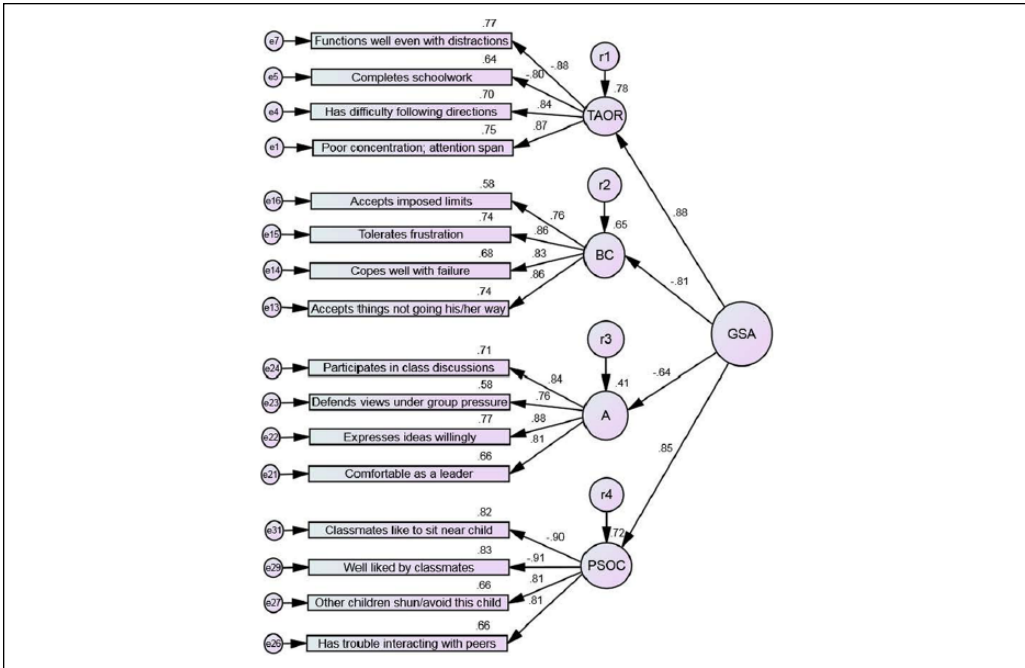 .77
e7
Functions well even with distractions
-.88
r1
.64
e5
Completes schoolwork
-.80
.78
.70
e4
Has difficulty following directions
.84
TAOR
.75
e1
Poor concentration; attention span
.87
.88
.58
e16
Accepts imposed limits
.76
r2
.74
e15
Tolerates frustration
.86
.65
.68
e14
Copes well with failure
.83
BC
.74
e13
Accepts things not going his/her way
.86
-.81
GSA
.71
e24
Participates in class discussions
.84
r3
.58
e23
Defends views under group pressure
.76
.41
-.64
.77
e22
Expresses ideas willingly
.88
A
.66
e21
Comfortable as a leader
.81
.85
.82
e31
Classmates like to sit near child
-.90
r4
.83
e29
Well liked by classmates
-.91
.72
.66
e27
Other children shun/avoid this child
.81
PSOC
.66
e26
Has trouble interacting with peers
.81